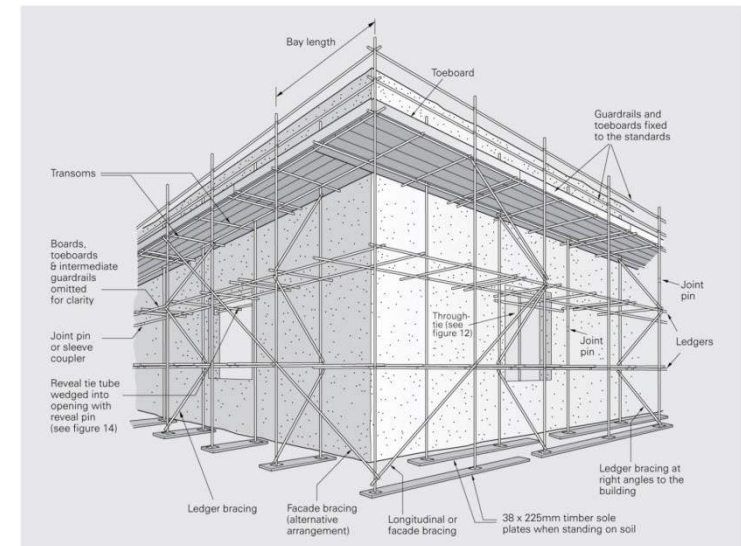 Bay length
Toeboard
Guardrails and
toeboards fixed
to the standards
Transoms
Boards,
toeboards
& intermediate
guardrails
omitted
for clarity
Joint pin
or sleeve
coupler
Reveal tie tube
wedged into
opening with
reveal pin
(see figure 14)
Through-
tie (see
figure 12)
Joint
pin
Joint
pin
Ledgers
Ledger bracing
Facade bracing
(alternative
arrangement)
Longitudinal or
facade bracing
38 x 225mm timber sole
plates when standing on soil
Ledger bracing at
right angles to the
building